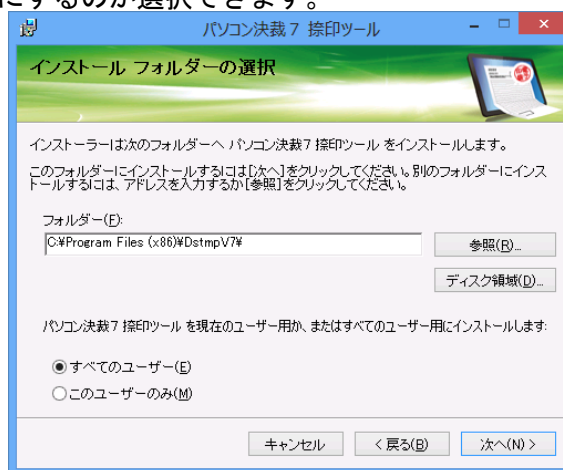 にするのか選択できます。
パソコン決裁７ 捺印ツール
インストール フォルダーの選択
インストーラーは次のフォルダーへ パソコン決裁７ 捺印ツール をインストールします。
このフォルダーにインストールするには[次へ]をクリックしてください。別のフォルダーにインス
トールするには、アドレスを入力するか[参照]をクリックしてください。
フォルダー(F):
C:¥Program Files (x86)¥DstmpV7¥
参照(R)...
ディスク領域(D)...
パソコン決裁７ 捺印ツール を現在のユーザー用か、またはすべてのユーザー用にインストールします:
すべてのユーザー(E)
このユーザーのみ(M)
キャンセル
< 戻る(B)
次へ(N) >